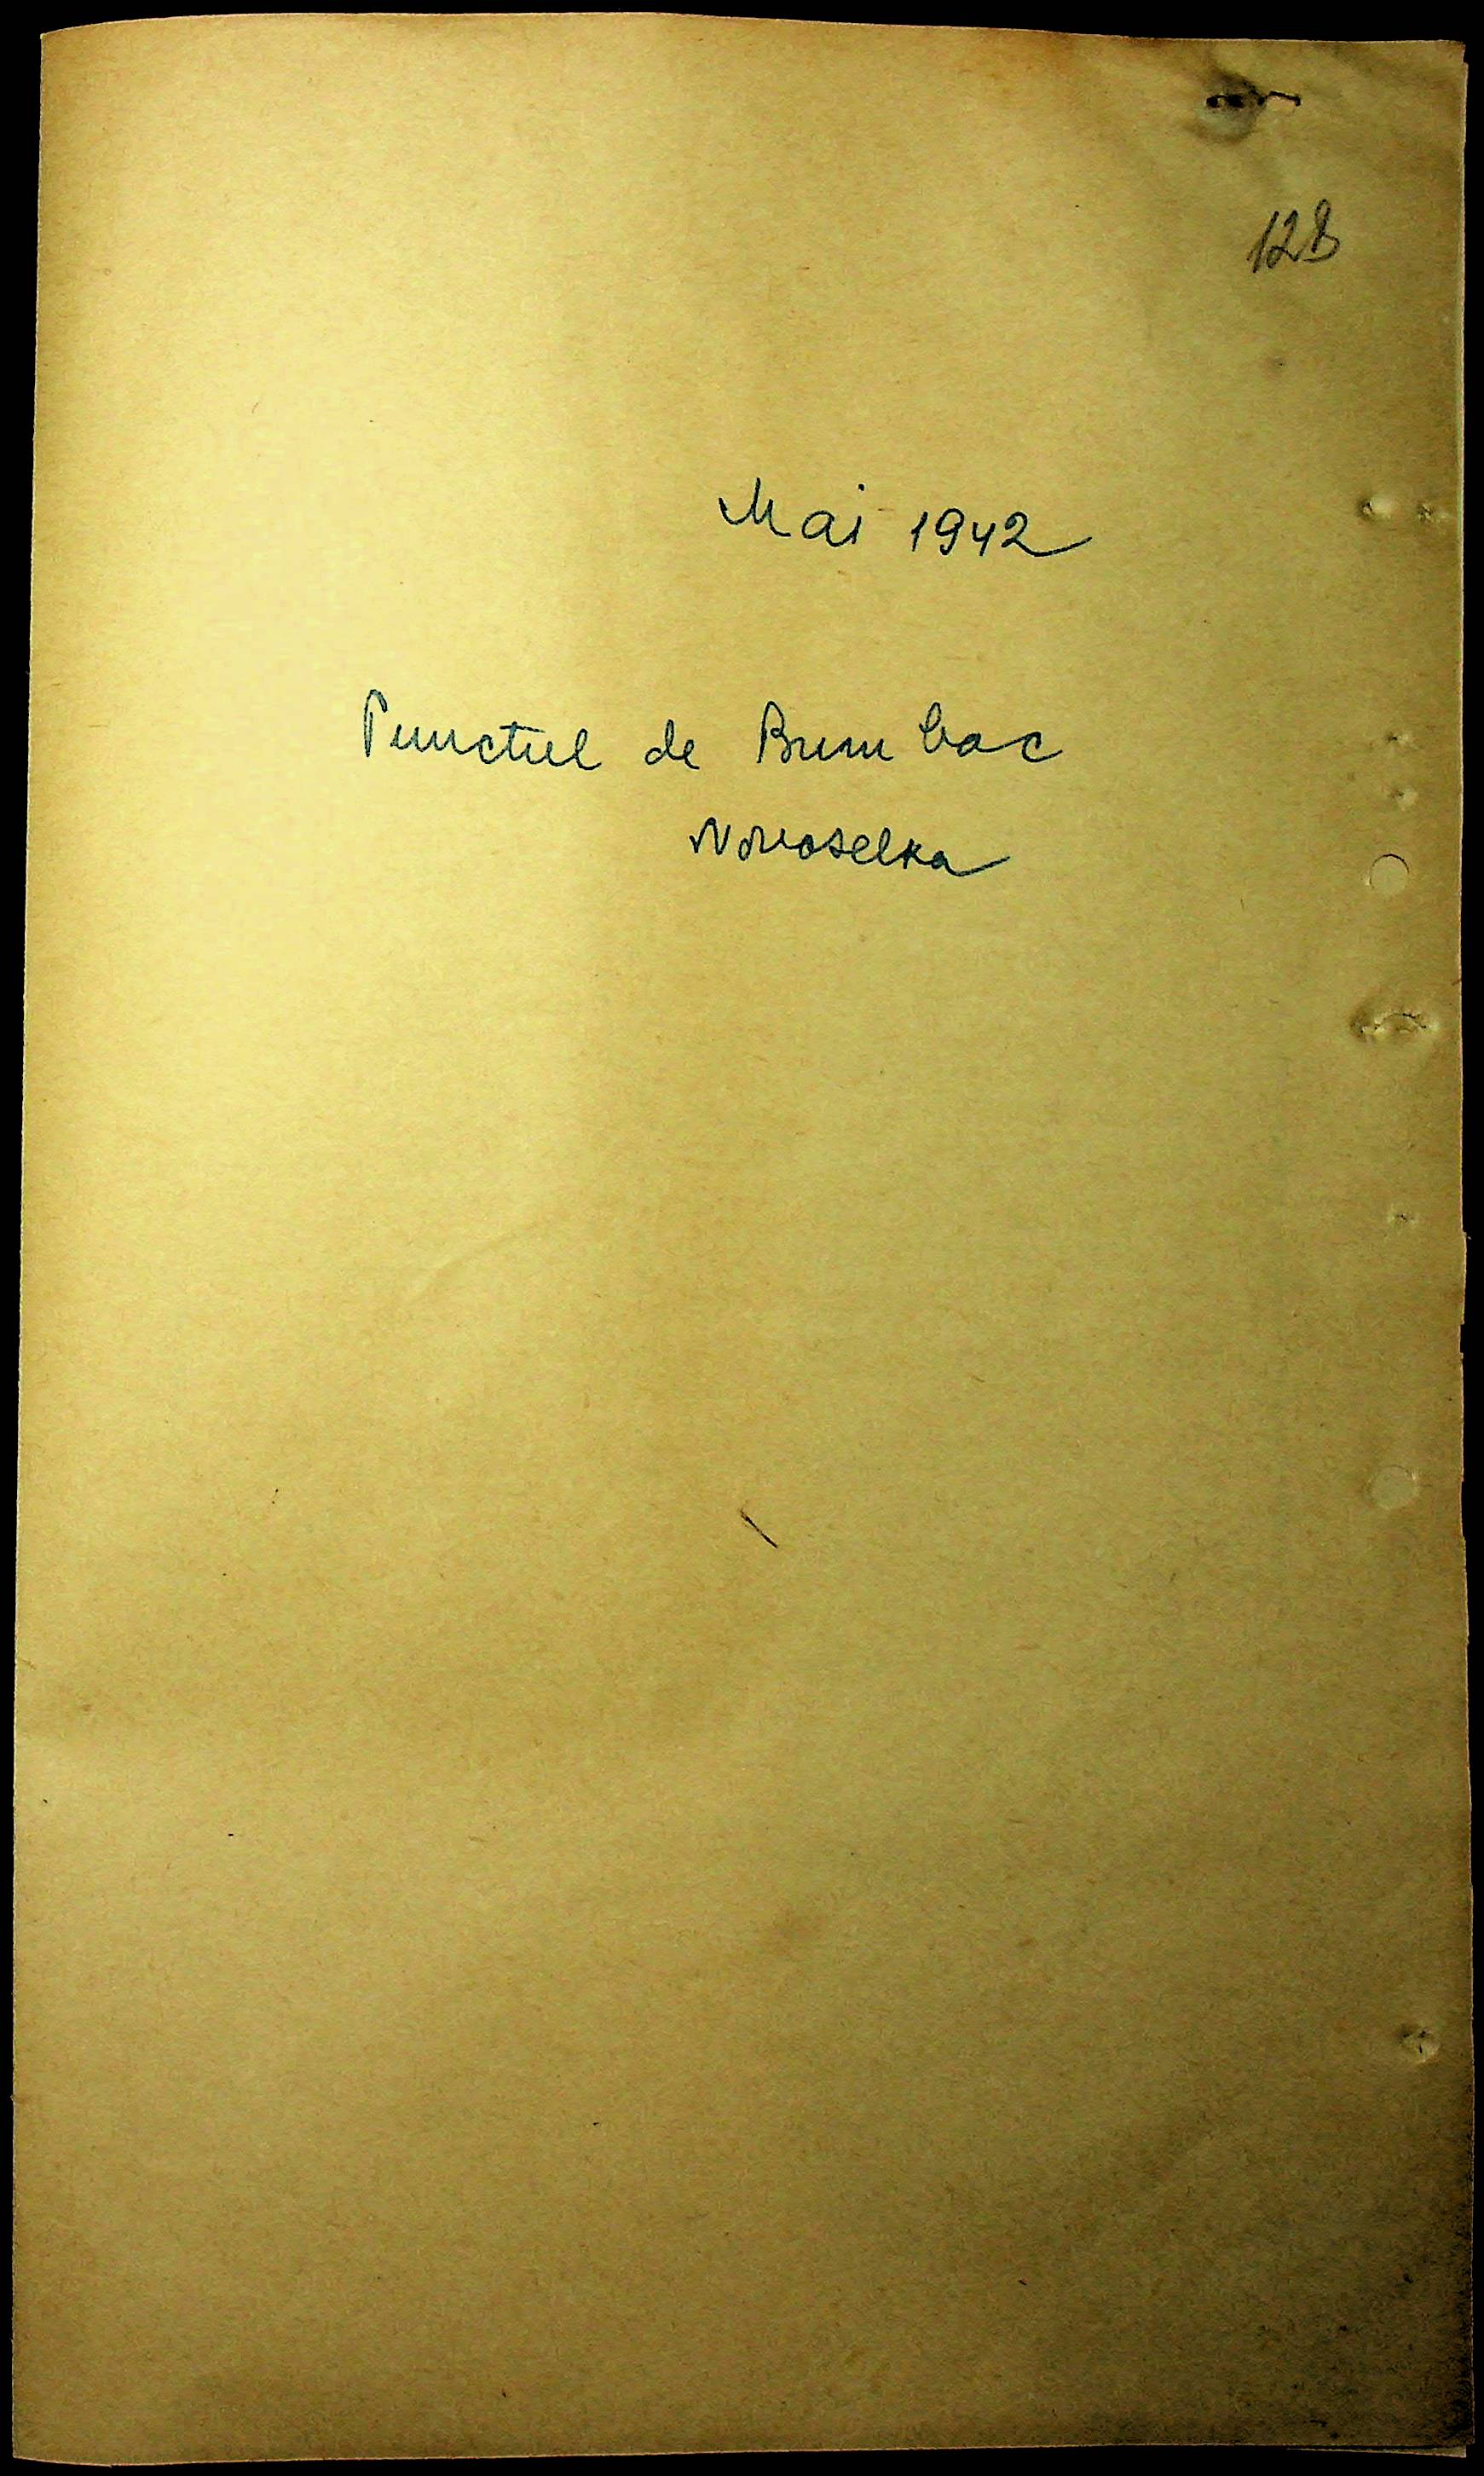 128
Mai 1942
Punctul de Bumbac
Novoselka